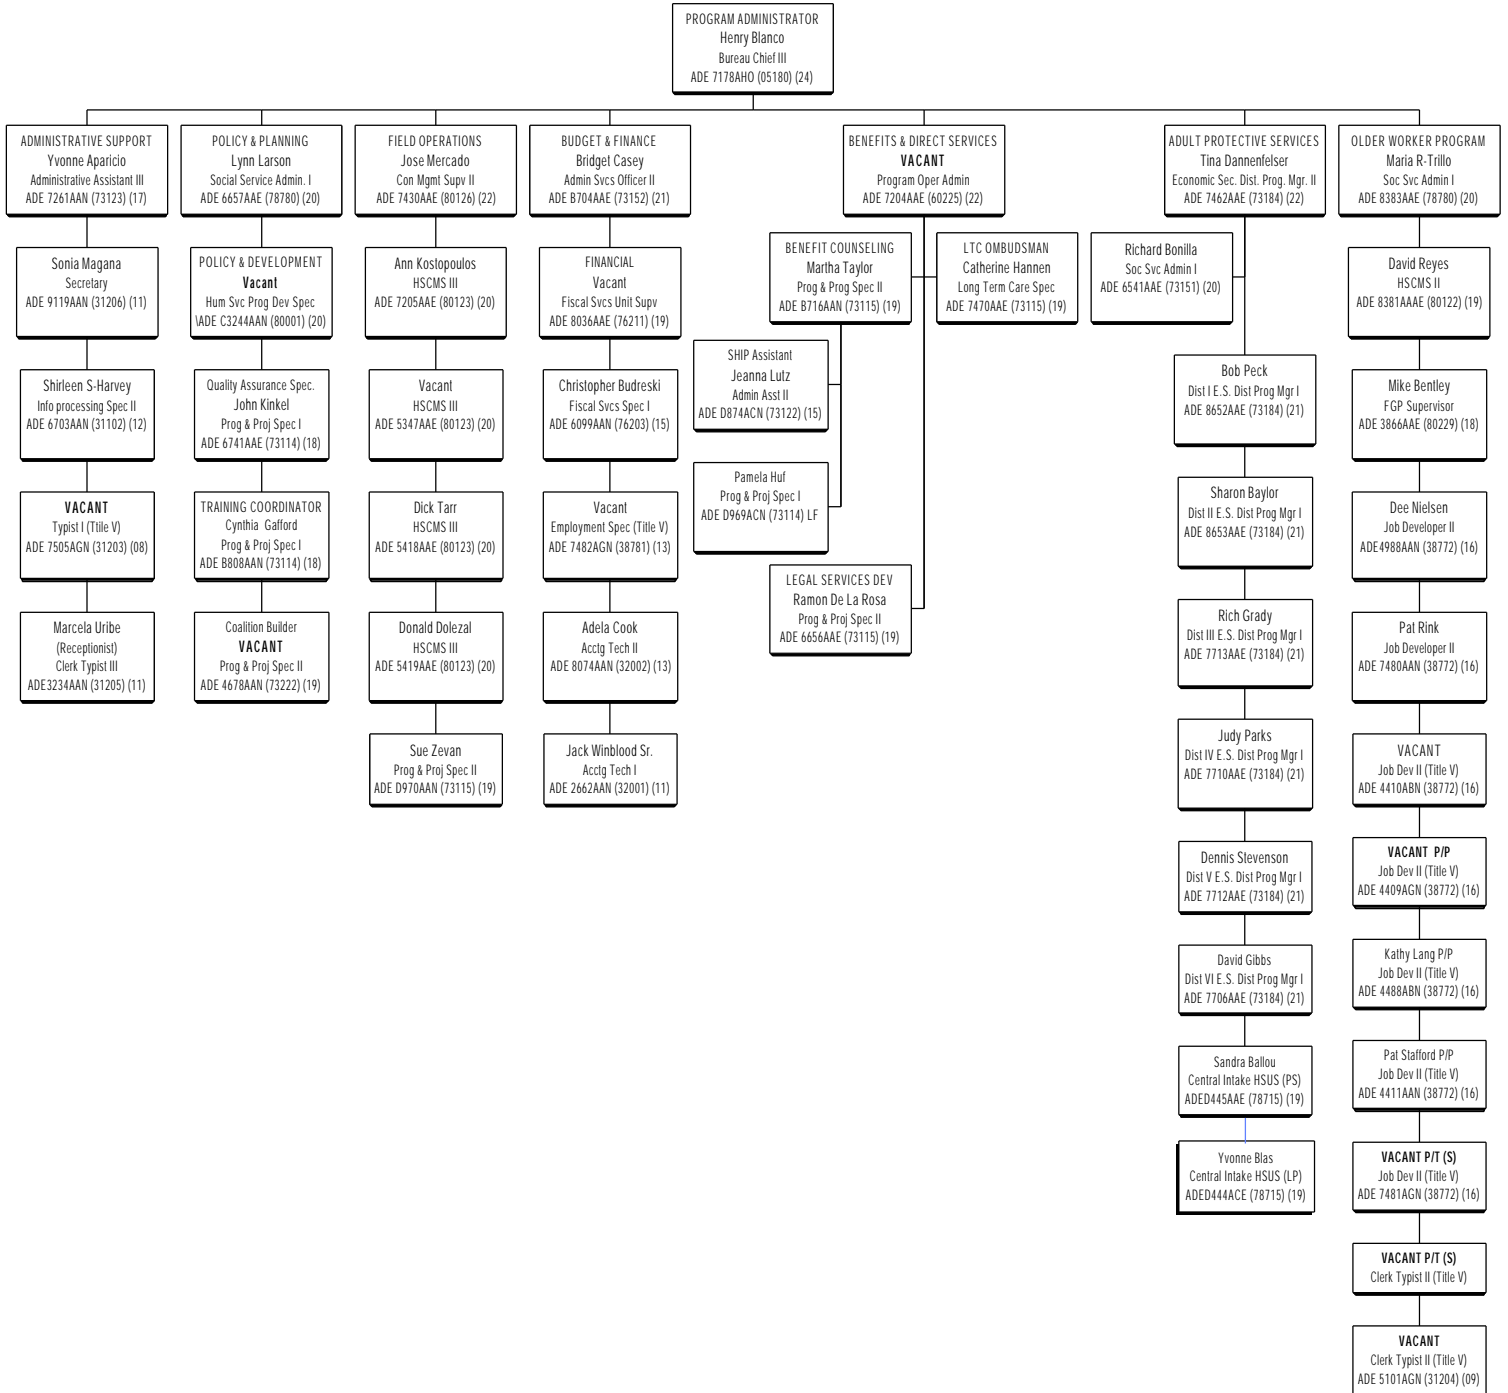 PROGRAM ADMINISTRATOR
Henry Blanco
Bureau Chief III
ADE 7178AHO (05180) (24)
ADMINISTRATIVE SUPPORT
Yvonne Aparicio
Administrative Assistant III
ADE 7261AAN (73123) (17)
Sonia Magana
Secretary
ADE 9119AAN (31206) (11)
Shirleen S-Harvey
Info processing Spec II
ADE 6703AAN (31102) (12)
VACANT
Typist I (Ttile V)
ADE 7505AGN (31203) (08)
Marcela Uribe
(Receptionist)
Clerk Typist III
ADE3234AAN (31205) (11)
POLICY & PLANNING
Lynn Larson
Social Service Admin. I
ADE 6657AAE (78780) (20)
POLICY & DEVELOPMENT
Vacant
Hum Svc Prog Dev Spec
\ADE C3244AAN (80001) (20)
Quality Assurance Spec.
John Kinkel
Prog & Proj Spec I
ADE 6741AAE (73114) (18)
TRAINING COORDINATOR
Cynthia Gafford
Prog & Proj Spec I
ADE B808AAN (73114) (18)
Coalition Builder
VACANT
Prog & Proj Spec II
ADE 4678AAN (73222) (19)
FIELD OPERATIONS
Jose Mercado
Con Mgmt Supv II
ADE 7430AAE (80126) (22)
Ann Kostopoulos
HSCMS III
ADE 7205AAE (80123) (20)
Vacant
HSCMS III
ADE 5347AAE (80123) (20)
Dick Tarr
HSCMS III
ADE 5418AAE (80123) (20)
Donald Dolezal
HSCMS III
ADE 5419AAE (80123) (20)
Sue Zevan
Prog & Proj Spec II
ADE D970AAN (73115) (19)
BUDGET & FINANCE
Bridget Casey
Admin Svcs Officer II
ADE B704AAE (73152) (21)
FINANCIAL
Vacant
Fiscal Svcs Unit Supv
ADE 8036AAE (76211) (19)
Christopher Budreski
Fiscal Svcs Spec I
ADE 6099AAN (76203) (15)
Vacant
Employment Spec (Title V)
ADE 7482AGN (38781) (13)
Adela Cook
Acctg Tech II
ADE 8074AAN (32002) (13)
Jack Winblood Sr.
Acctg Tech I
ADE 2662AAN (32001) (11)
BENEFITS & DIRECT SERVICES
VACANT
Program Oper Admin
ADE 7204AAE (60225) (22)
BENEFIT COUNSELING
Martha Taylor
Prog & Prog Spec II
ADE B716AAN (73115) (19)
LTC OMBUDSMAN
Catherine Hannen
Long Term Care Spec
ADE 7470AAE (73115) (19)
SHIP Assistant
Jeanna Lutz
Admin Asst II
ADE D874ACN (73122) (15)
Pamela Huf
Prog & Proj Spec I
ADE D969ACN (73114) LF
LEGAL SERVICES DEV
Ramon De La Rosa
Prog & Proj Spec II
ADE 6656AAE (73115) (19)
ADULT PROTECTIVE SERVICES
Tina Dannenfelser
Economic Sec. Dist. Prog. Mgr. II
ADE 7462AAE (73184) (22)
Richard Bonilla
Soc Svc Admin I
ADE 6541AAE (73151) (20)
Bob Peck
Dist I E.S. Dist Prog Mgr I
ADE 8652AAE (73184) (21)
Sharon Baylor
Dist II E.S. Dist Prog Mgr I
ADE 8653AAE (73184) (21)
Rich Grady
Dist III E.S. Dist Prog Mgr I
ADE 7713AAE (73184) (21)
Judy Parks
Dist IV E.S. Dist Prog Mgr I
ADE 7710AAE (73184) (21)
Dennis Stevenson
Dist V E.S. Dist Prog Mgr I
ADE 7712AAE (73184) (21)
David Gibbs
Dist VI E.S. Dist Prog Mgr I
ADE 7706AAE (73184) (21)
Sandra Ballou
Central Intake HSUS (PS)
ADED445AAE (78715) (19)
Yvonne Blas
Central Intake HSUS (LP)
ADED444ACE (78715) (19)
OLDER WORKER PROGRAM
Maria R-Trillo
Soc Svc Admin I
ADE 8383AAE (78780) (20)
David Reyes
HSCMS II
ADE 8381AAAE (80122) (19)
Mike Bentley
FGP Supervisor
ADE 3866AAE (80229) (18)
Dee Nielsen
Job Developer II
ADE4988AAN (38772) (16)
Pat Rink
Job Developer II
ADE 7480AAN (38772) (16)
VACANT
Job Dev II (Title V)
ADE 4410ABN (38772) (16)
VACANT P/P
Job Dev II (Title V)
ADE 4409AGN (38772) (16)
Kathy Lang P/P
Job Dev II (Title V)
ADE 4488ABN (38772) (16)
Pat Stafford P/P
Job Dev II (Title V)
ADE 4411AAN (38772) (16)
VACANT P/T (S)
Job Dev II (Title V)
ADE 7481AGN (38772) (16)
VACANT P/T (S)
Clerk Typist II (Title V)
VACANT
Clerk Typist II (Title V)
ADE 5101AGN (31204) (09)